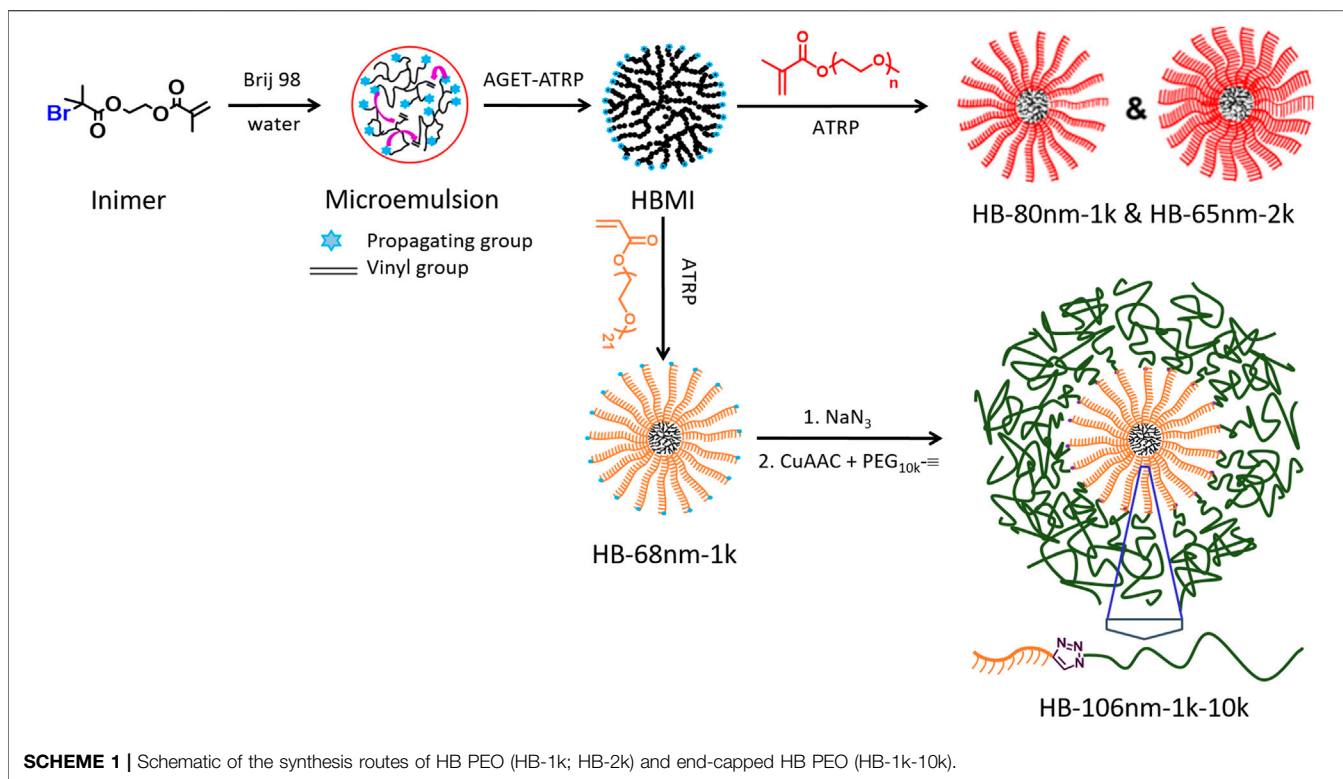 Br
O
O
O
O
Inimer
Brij 98
water
Microemulsion
Propagating group
Vinyl group
AGET-ATRP
HBMI
O
O
O
n
ATRP
&
HB-80nm-1k & HB-65nm-2k
O
O
O
21
ATRP
HB-68nm-1k
1. NaN₃
2. CuAAC + PEG₁₀ₖ-≡
N
N
N
HB-106nm-1k-10k
SCHEME 1 | Schematic of the synthesis routes of HB PEO (HB-1k; HB-2k) and end-capped HB PEO (HB-1k-10k).